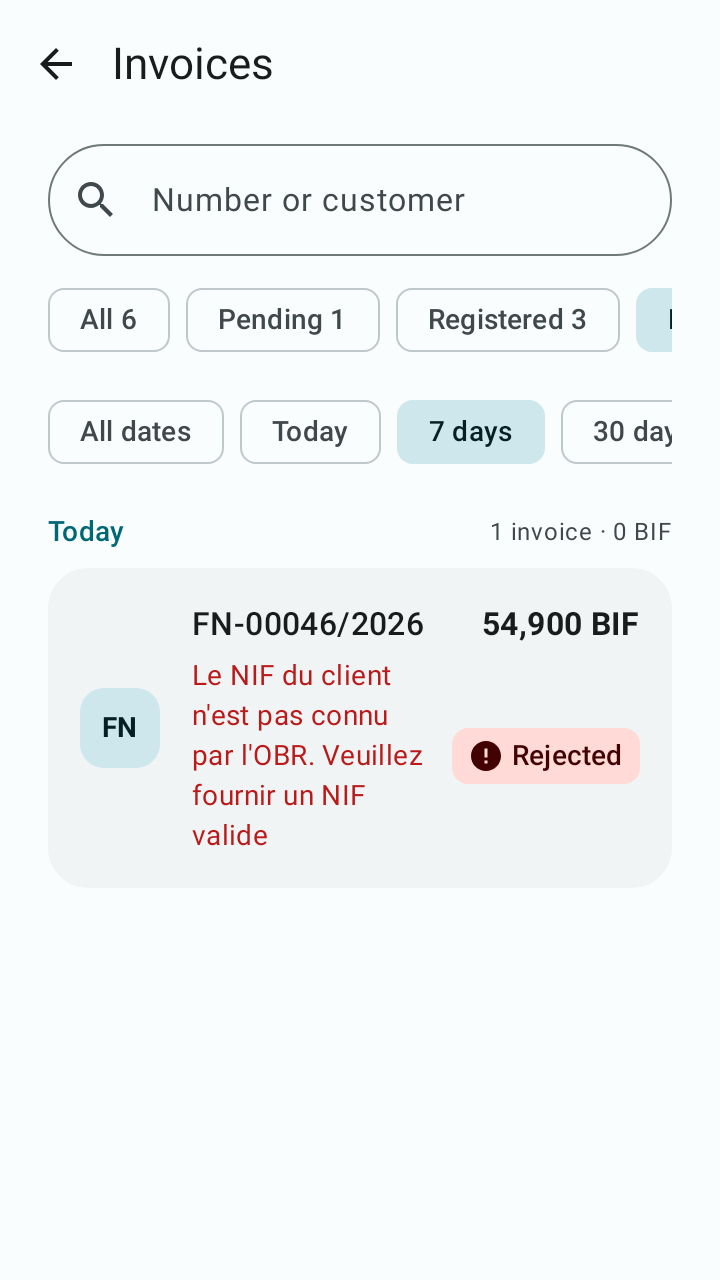 Invoices
Number or customer
All 6
Pending 1
Registered 3
All dates
Today
7 days
30 day
Today
1 invoice · 0 BIF
FN-00046/2026
54,900 BIF
FN
Le NIF du client
n'est pas connu
par l'OBR. Veuillez
fournir un NIF
valide
Rejected